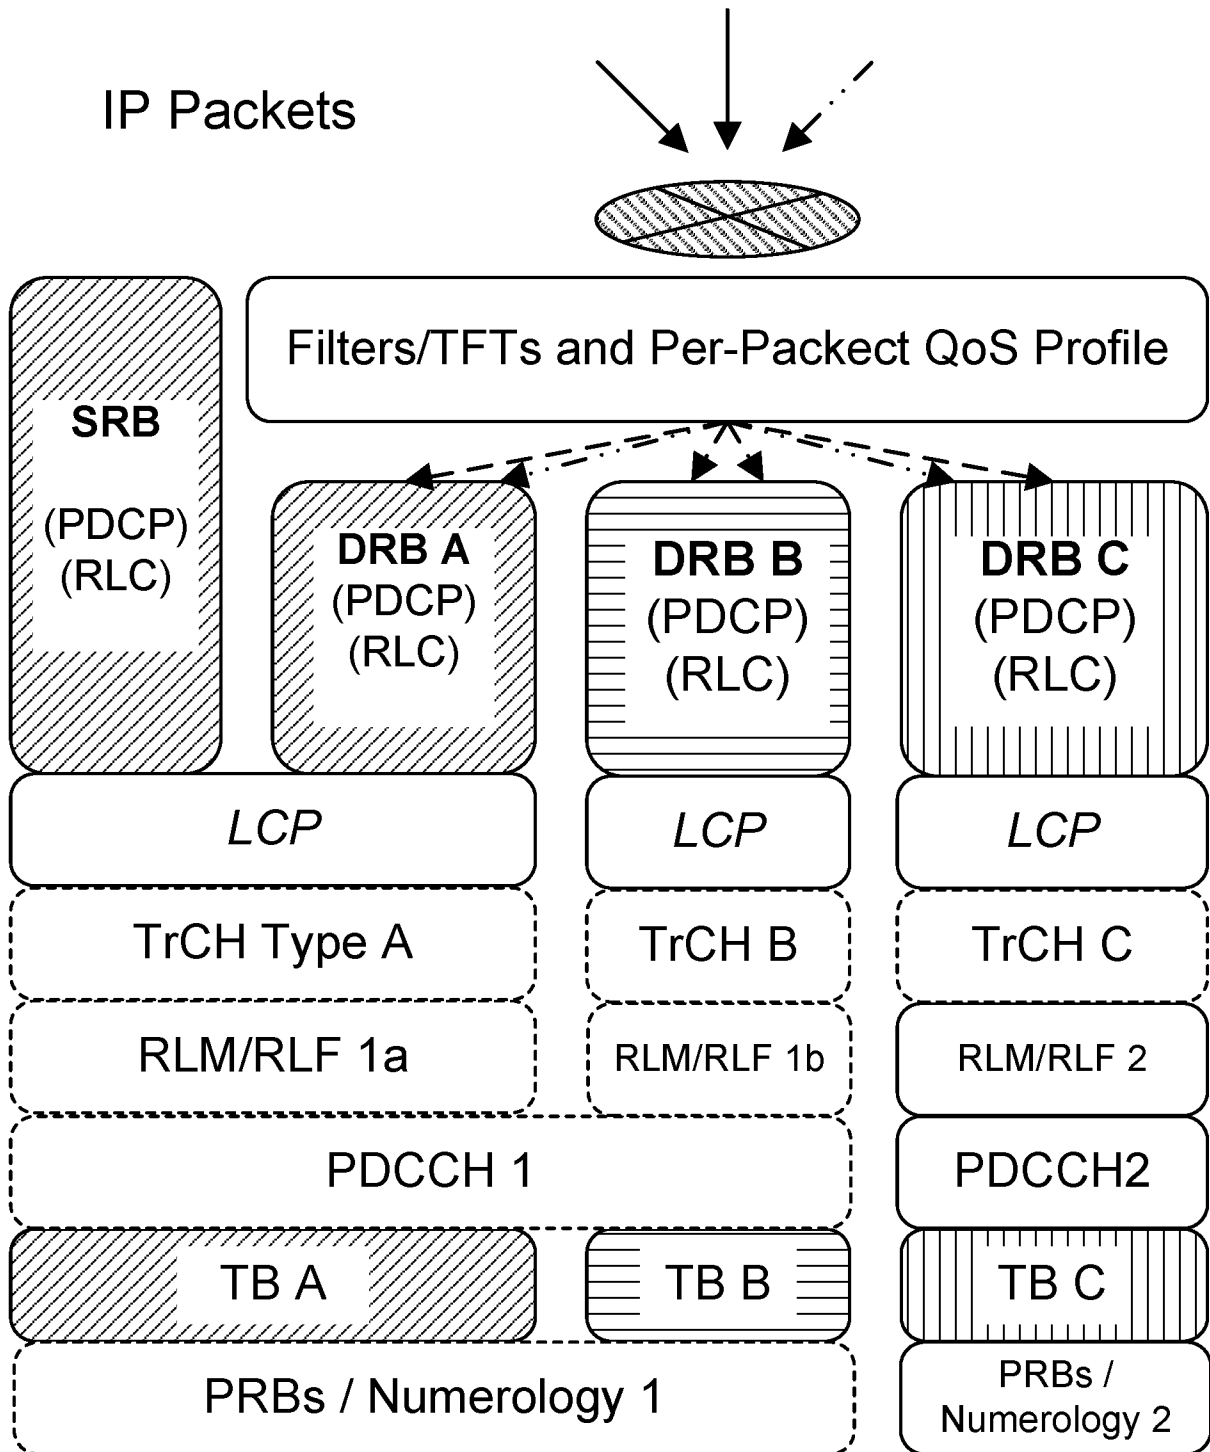 IP Packets
Filters/TFTs and Per-Packect QoS Profile
SRB
(PDCP)
(RLC)
DRB A
(PDCP)
(RLC)
DRB B
(PDCP)
(RLC)
DRB C
(PDCP)
(RLC)
LCP
LCP
LCP
TrCH Type A
TrCH B
TrCH C
RLM/RLF 1a
RLM/RLF 1b
RLM/RLF 2
PDCCH 1
PDCCH2
TB A
TB B
TB C
PRBs / Numerology 1
PRBs /
Numerology 2